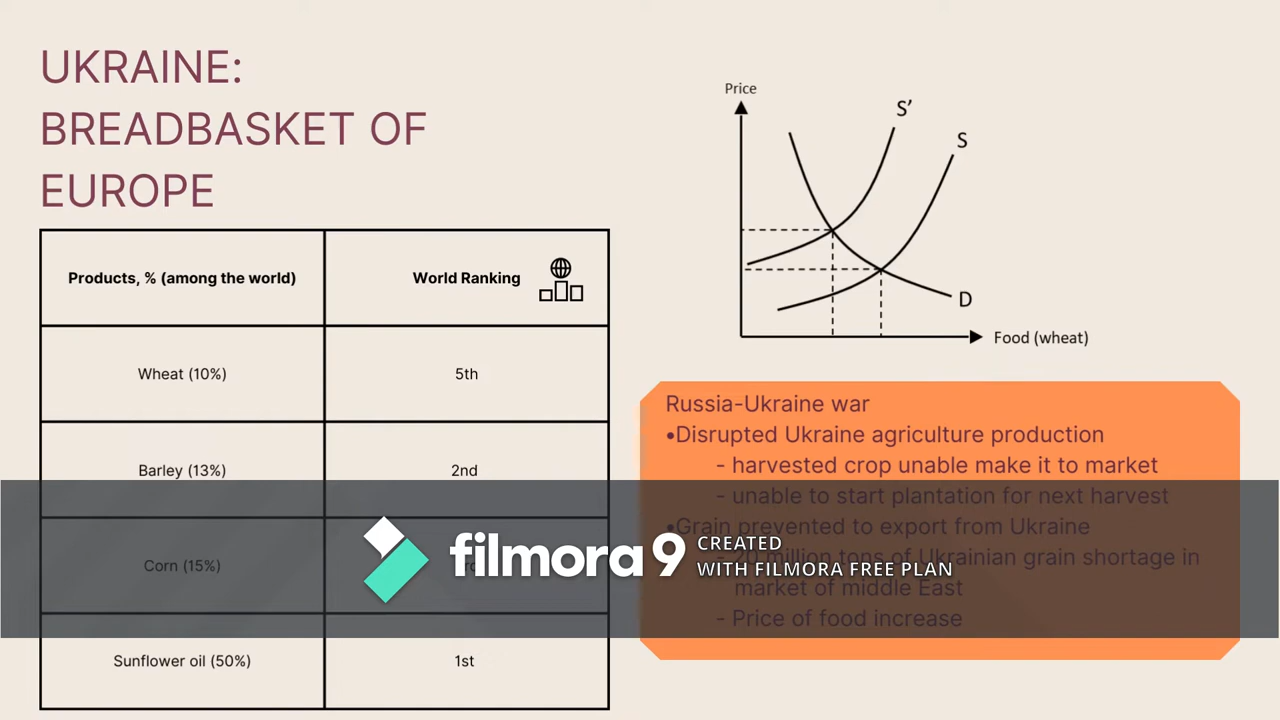 UKRAINE:
BREADBASKET OF
EUROPE
Products, % (among the world)
World Ranking
Wheat (10%)
5th
Barley (13%)
2nd
Corn (15%)
Sunflower oil (50%)
1st
Price
S’
S
D
Food (wheat)
Russia-Ukraine war
•Disrupted Ukraine agriculture production
- harvested crop unable make it to market
- unable to start plantation for next harvest
•Grain prevented to export from Ukraine
- 20 million tons of Ukrainian grain shortage in
market of middle East
- Price of food increase
filmora 9
CREATED
WITH FILMORA FREE PLAN